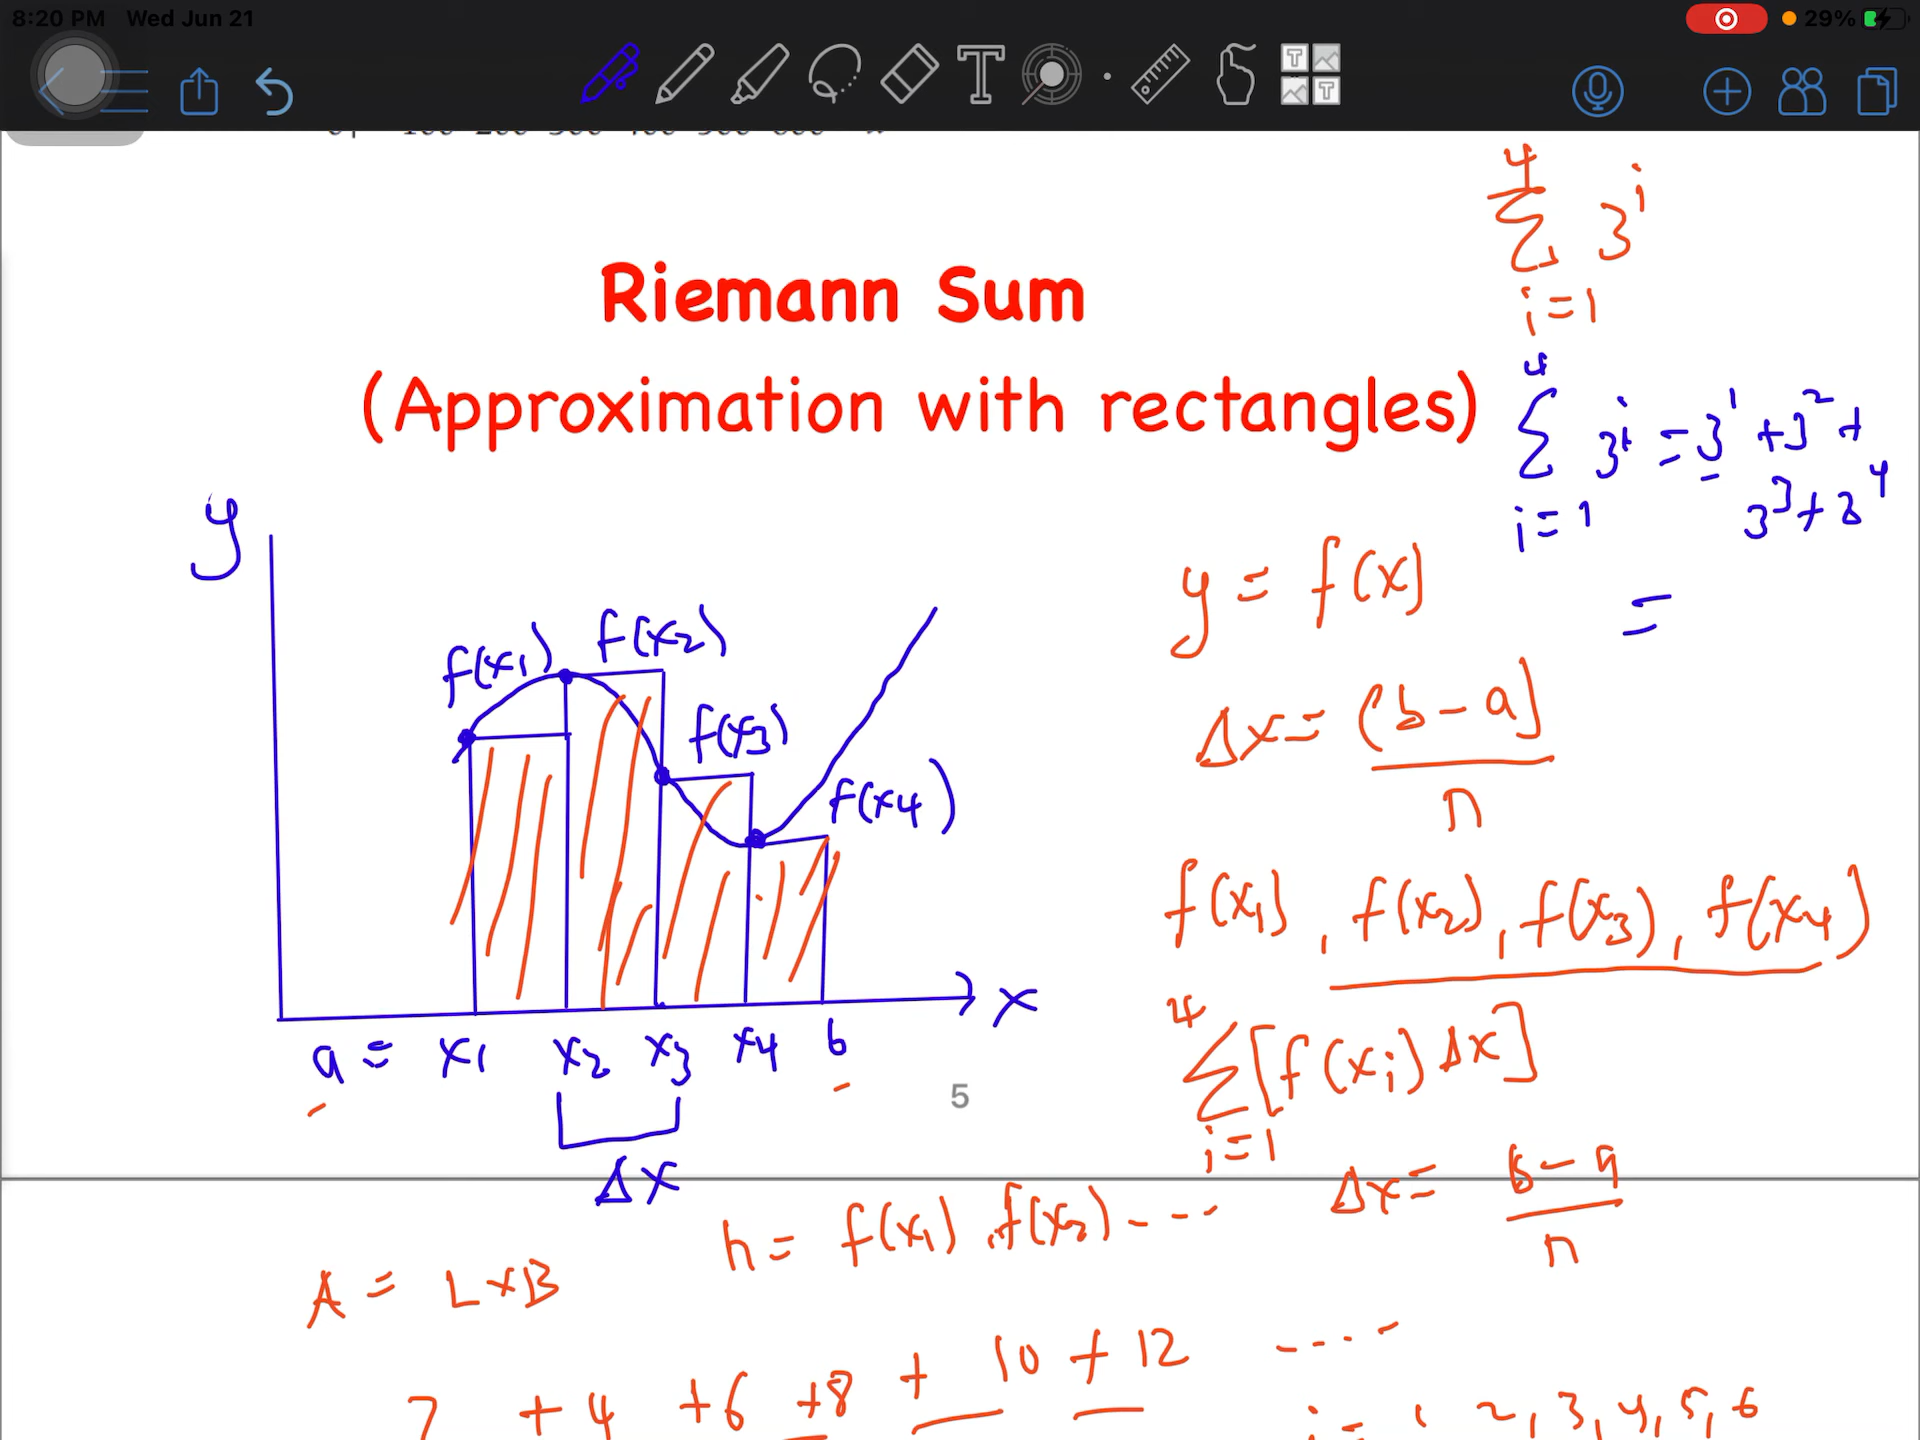 8:20 PM Wed Jun 21
29%
4
∑ 3^i
i=1
Riemann Sum
(Approximation with rectangles)
4
∑ 3^i = 3^1 + 3^2 +
i=1
3^3 + 3^4
=
y
y = f(x)
f(x1) f(x2)
f(x3)
f(x4)
Δx = (b-a)
n
f(x1), f(x2), f(x3), f(x4)
x
a = x1 x2 x3 x4 b
4
∑[f(xi) Δx]
i=1
5
Δx
Δx = b-a
n
h = f(x1), f(x2) ----
A = L×B
+ 4 + 6 + 8 + 10 + 12 ----
2, 3, 4, 5, 6